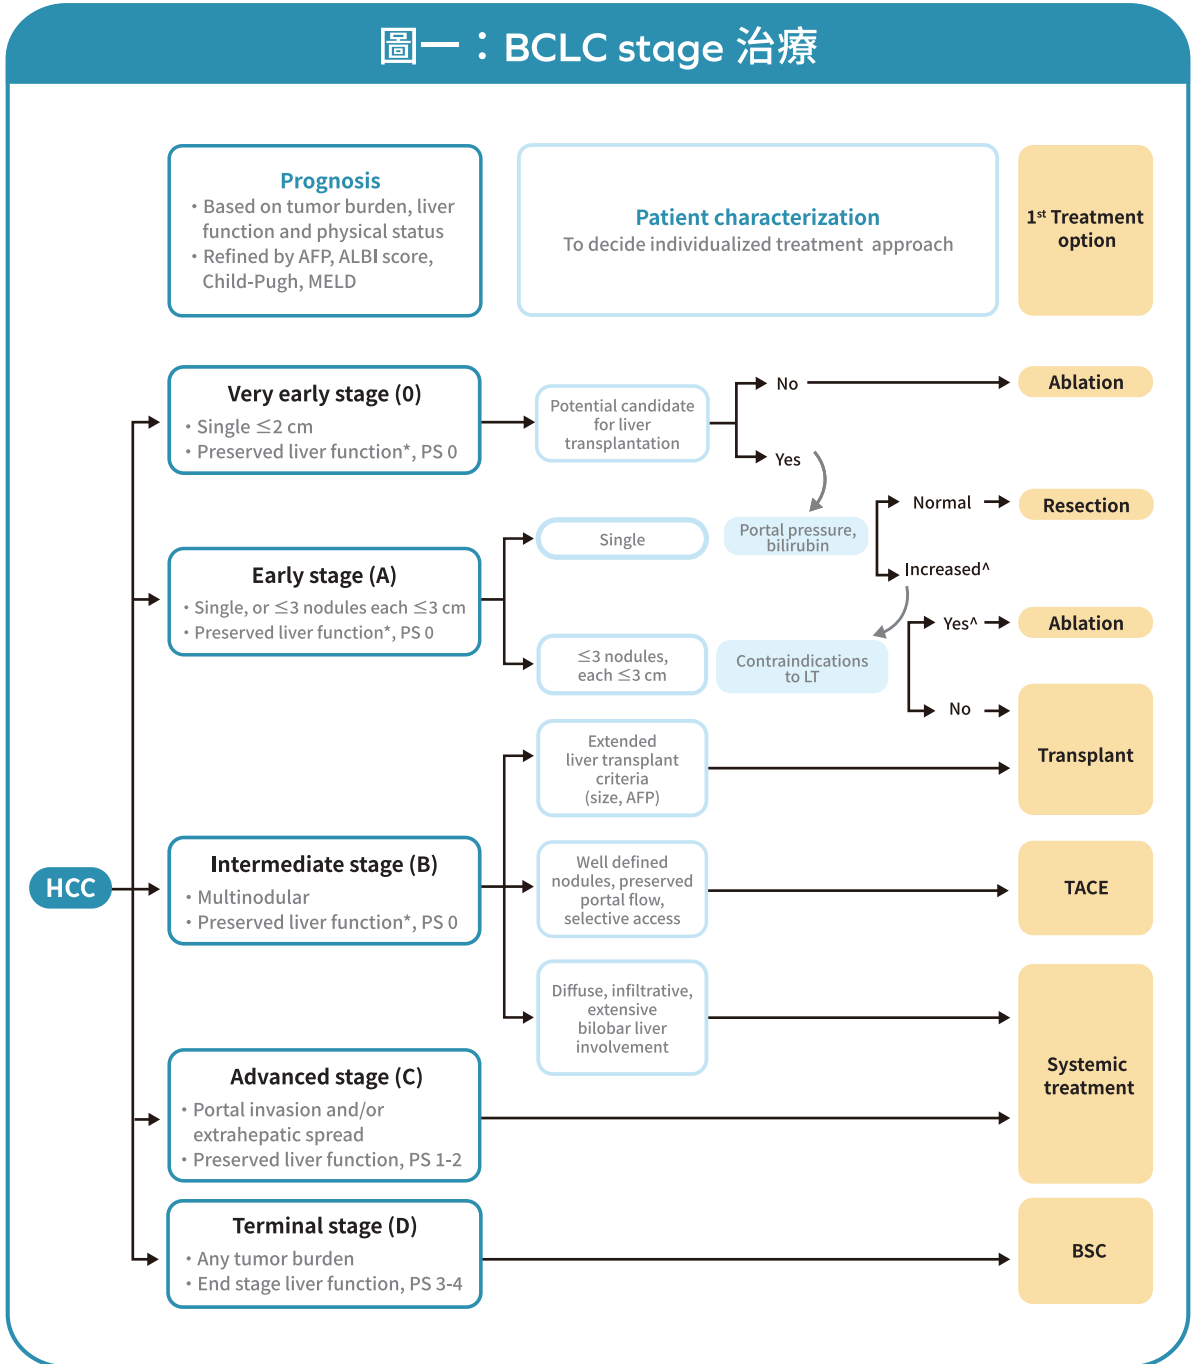 圖一：BCLC stage 治療
Prognosis
・Based on tumor burden, liver
function and physical status
・Refined by AFP, ALBI score,
Child-Pugh, MELD
Patient characterization
To decide individualized treatment approach
1st Treatment
option
Very early stage (0)
・Single ≤2 cm
・Preserved liver function*, PS 0
Potential candidate
for liver
transplantation
No
Yes
Ablation
Portal pressure,
bilirubin
Normal
Resection
Increased^
Early stage (A)
・Single, or ≤3 nodules each ≤3 cm
・Preserved liver function*, PS 0
Single
≤3 nodules,
each ≤3 cm
Contraindications
to LT
Yes^
Ablation
No
Transplant
HCC
Intermediate stage (B)
・Multinodular
・Preserved liver function*, PS 0
Extended
liver transplant
criteria
(size, AFP)
Well defined
nodules, preserved
portal flow,
selective access
TACE
Diffuse, infiltrative,
extensive
bilobar liver
involvement
Systemic
treatment
Advanced stage (C)
・Portal invasion and/or
extrahepatic spread
・Preserved liver function, PS 1-2
Terminal stage (D)
・Any tumor burden
・End stage liver function, PS 3-4
BSC